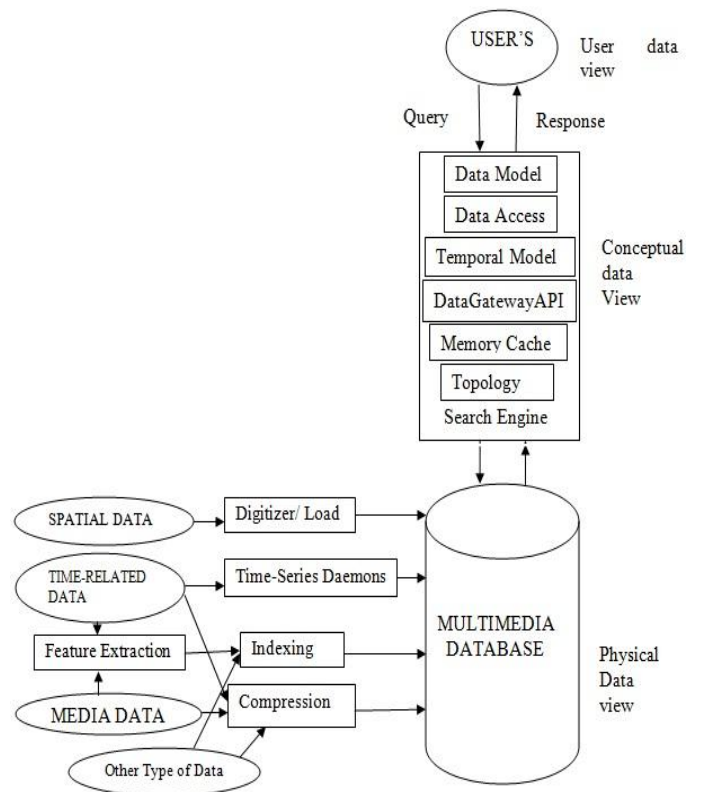 USER'S
User data
view
Query
Response
Data Model
Data Access
Temporal Model
DataGatewayAPI
Memory Cache
Topology
Search Engine
Conceptual
data
View
SPATIAL DATA
Digitizer/ Load
TIME-RELATED
DATA
Time-Series Daemons
Feature Extraction
Indexing
MEDIA DATA
Compression
Other Type of Data
MULTIMEDIA
DATABASE
Physical
Data
view